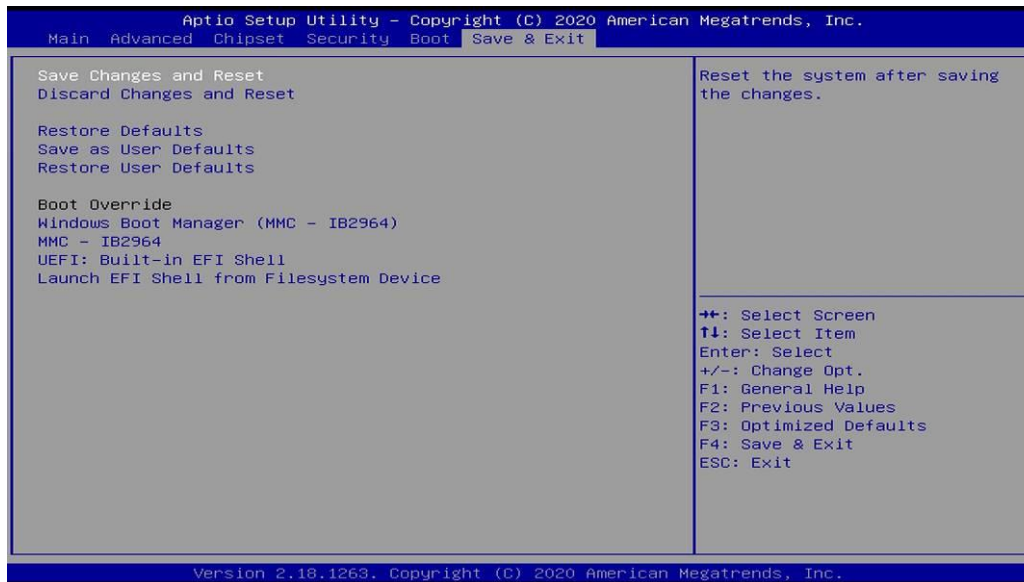 Aptio Setup Utility – Copyright (C) 2020 American Megatrends, Inc.
Main Advanced Chipset Security Boot Save & Exit
Save Changes and Reset
Discard Changes and Reset
Restore Defaults
Save as User Defaults
Restore User Defaults
Boot Override
Windows Boot Manager (MMC – IB2964)
MMC – IB2964
UEFI: Built-in EFI Shell
Launch EFI Shell from Filesystem Device
Reset the system after saving
the changes.
→←: Select Screen
↑↓: Select Item
Enter: Select
+/-: Change Opt.
F1: General Help
F2: Previous Values
F3: Optimized Defaults
F4: Save & Exit
ESC: Exit
Version 2.18.1263. Copyright (C) 2020 American Megatrends, Inc.